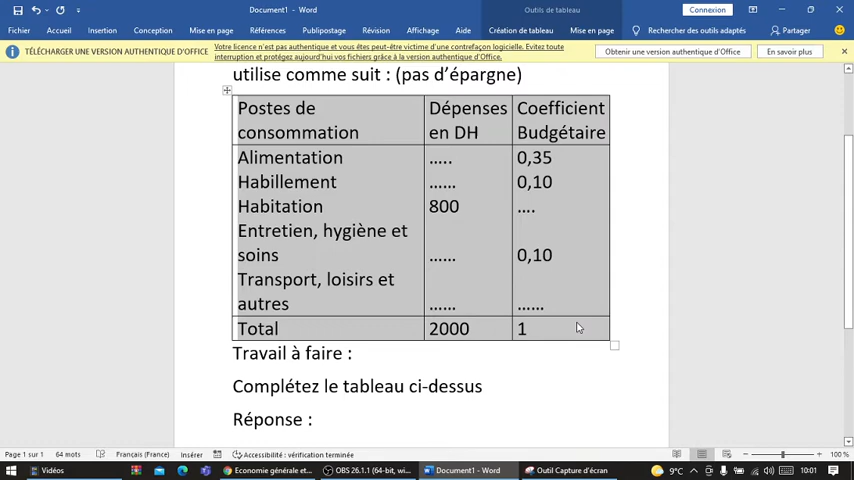 Document1 - Word
Outils de tableau
Connexion
Fichier Accueil Insertion Conception Mise en page Références Publipostage Révision Affichage Aide Création de tableau Mise en page Rechercher des outils adaptés Partager
TÉLÉCHARGER UNE VERSION AUTHENTIQUE D'OFFICE
Votre licence n'est pas authentique et vous êtes peut-être victime d'une contrefaçon logicielle. Évitez toute
interruption et protégez aujourd'hui vos fichiers grâce à la version authentique d'Office.
Obtenir une version authentique d'Office
En savoir plus
utilise comme suit : (pas d'épargne)
Postes de Dépenses Coefficient
consommation en DH Budgétaire
Alimentation ..... 0,35
Habillement ...... 0,10
Habitation 800 ....
Entretien, hygiène et
soins ...... 0,10
Transport, loisirs et
autres ...... ......
Total 2000 1
Travail à faire :
Complétez le tableau ci-dessus
Réponse :
Page 1 sur 1 64 mots Français (France) Insérer Accessibilité : vérification terminée 100 %
Vidéos Economie générale et... OBS 26.1.1 (64-bit, wi... Document1 - Word Outil Capture d'écran 9°C 10:01